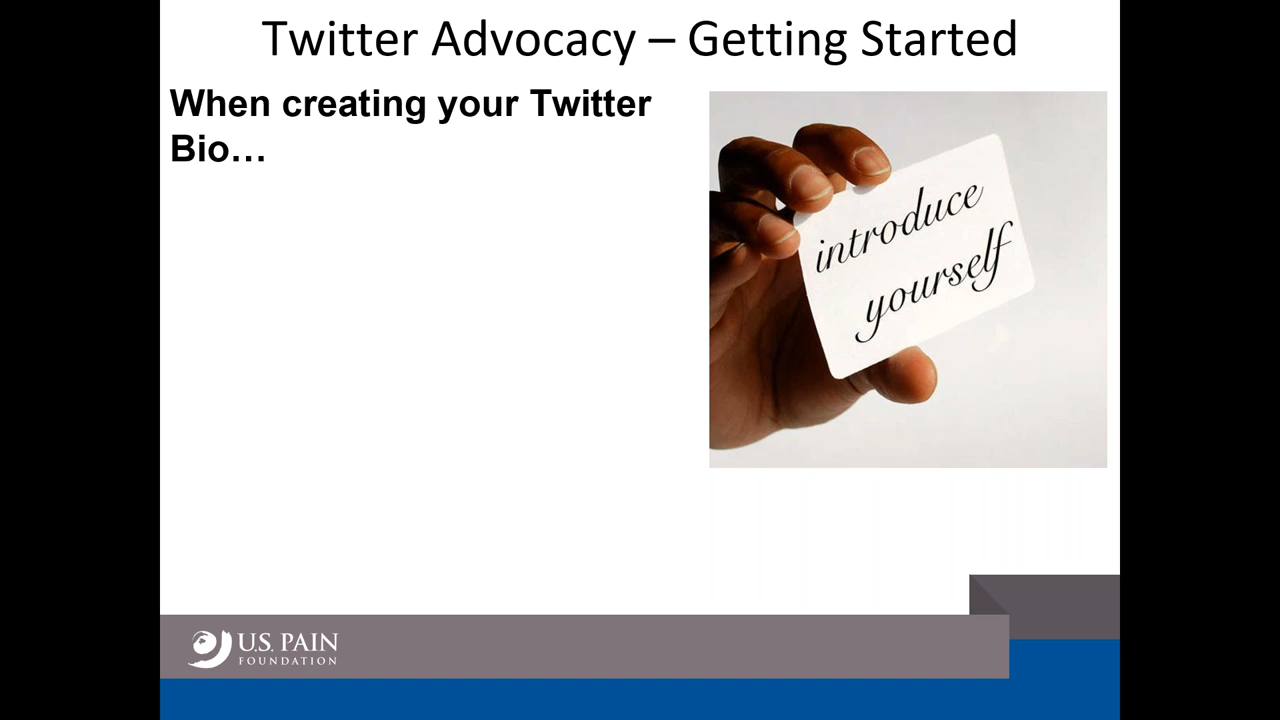 Twitter Advocacy – Getting Started
When creating your Twitter
Bio…
introduce
yourself
U.S. PAIN
FOUNDATION